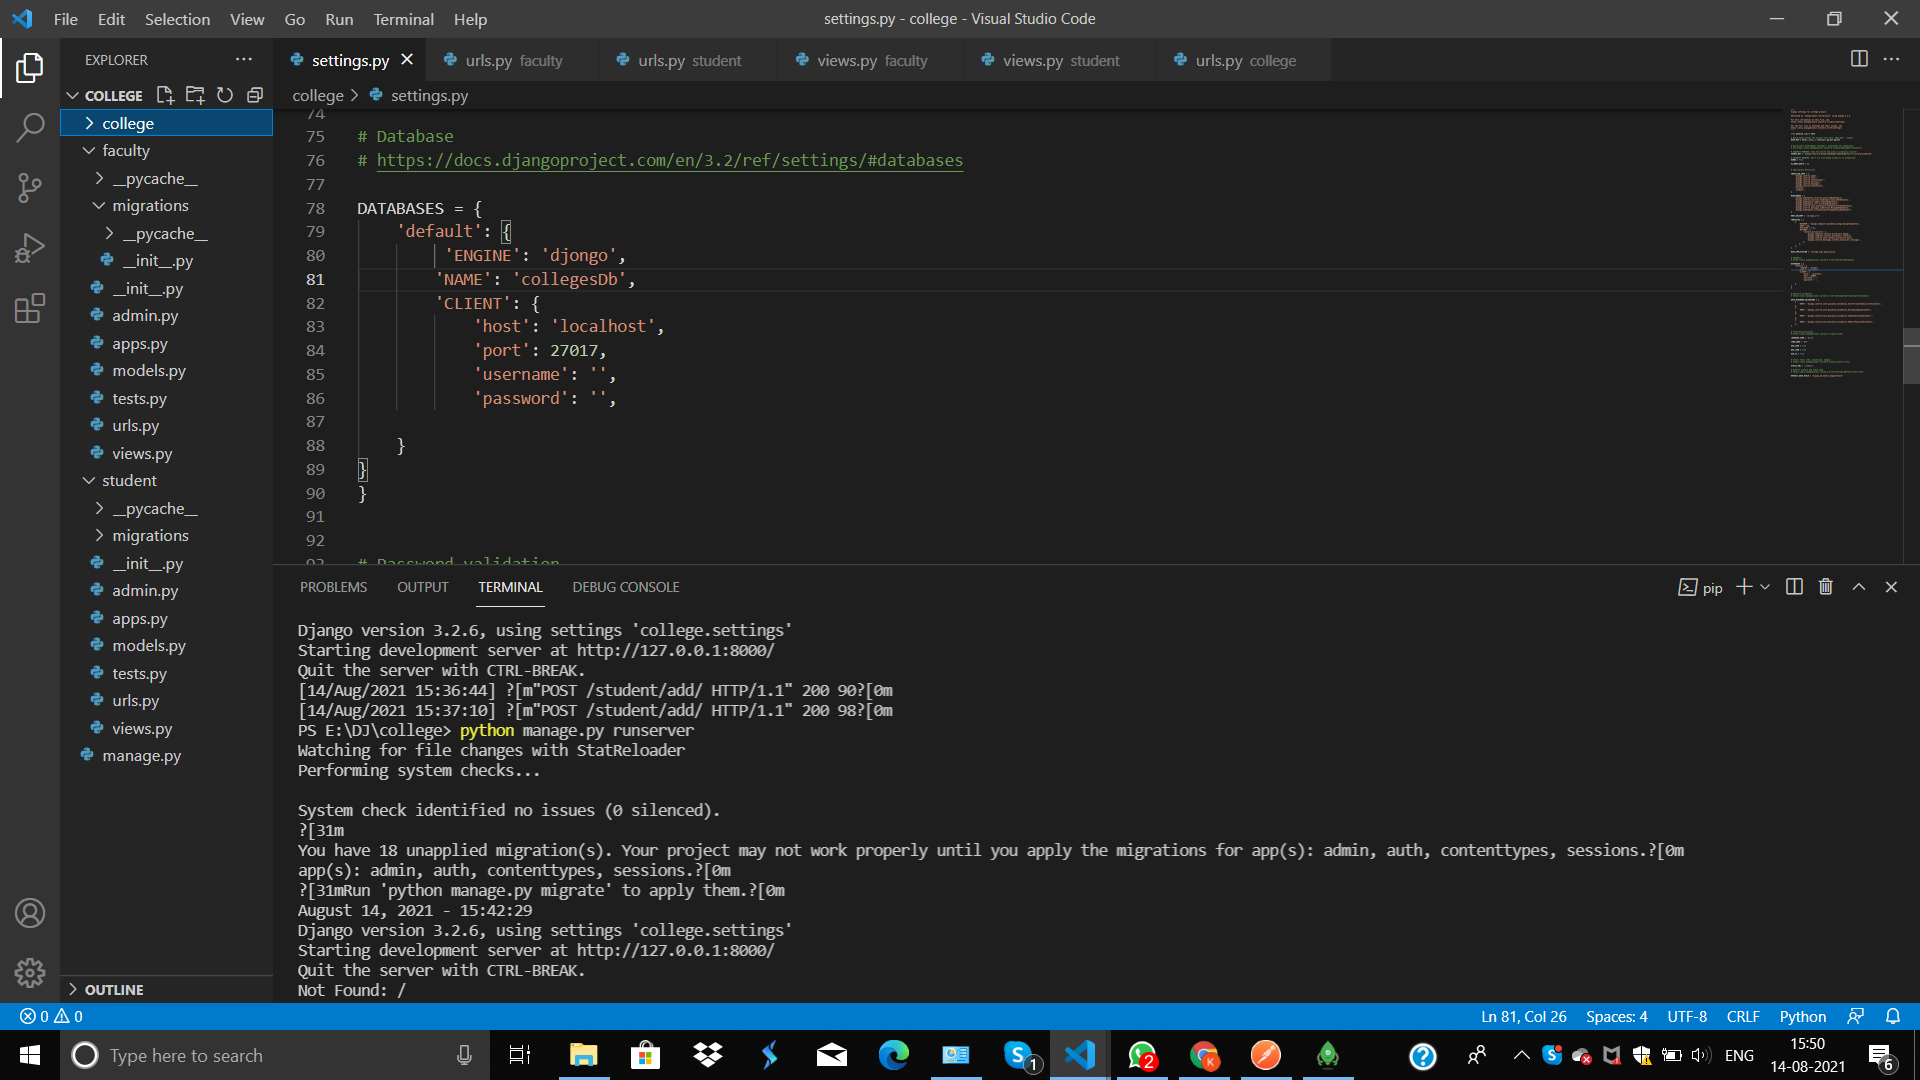 File Edit Selection View Go Run Terminal Help
settings.py - college - Visual Studio Code
EXPLORER
COLLEGE
college
faculty
__pycache__
migrations
__pycache__
__init__.py
__init__.py
admin.py
apps.py
models.py
tests.py
urls.py
views.py
student
__pycache__
migrations
__init__.py
admin.py
apps.py
models.py
tests.py
urls.py
views.py
manage.py
OUTLINE
settings.py
urls.py faculty
urls.py student
views.py faculty
views.py student
urls.py college
college > settings.py
74
75 # Database
76 # https://docs.djangoproject.com/en/3.2/ref/settings/#databases
77
78 DATABASES = {
79 'default': {
80 'ENGINE': 'djongo',
81 'NAME': 'collegesDb',
82 'CLIENT': {
83 'host': 'localhost',
84 'port': 27017,
85 'username': '',
86 'password': '',
87
88 }
89 }
90 }
91
92
93 # Password validation
PROBLEMS OUTPUT TERMINAL DEBUG CONSOLE
pip
Django version 3.2.6, using settings 'college.settings'
Starting development server at http://127.0.0.1:8000/
Quit the server with CTRL-BREAK.
[14/Aug/2021 15:36:44] ?[m"POST /student/add/ HTTP/1.1" 200 90?[0m
[14/Aug/2021 15:37:10] ?[m"POST /student/add/ HTTP/1.1" 200 98?[0m
PS E:\DJ\college> python manage.py runserver
Watching for file changes with StatReloader
Performing system checks...
System check identified no issues (0 silenced).
?[31m
You have 18 unapplied migration(s). Your project may not work properly until you apply the migrations for app(s): admin, auth, contenttypes, sessions.?[0m
app(s): admin, auth, contenttypes, sessions.?[0m
?[31mRun 'python manage.py migrate' to apply them.?[0m
August 14, 2021 - 15:42:29
Django version 3.2.6, using settings 'college.settings'
Starting development server at http://127.0.0.1:8000/
Quit the server with CTRL-BREAK.
Not Found: /
0 0
Ln 81, Col 26 Spaces: 4 UTF-8 CRLF Python
Type here to search
1
2
K
ENG
15:50
14-08-2021
6